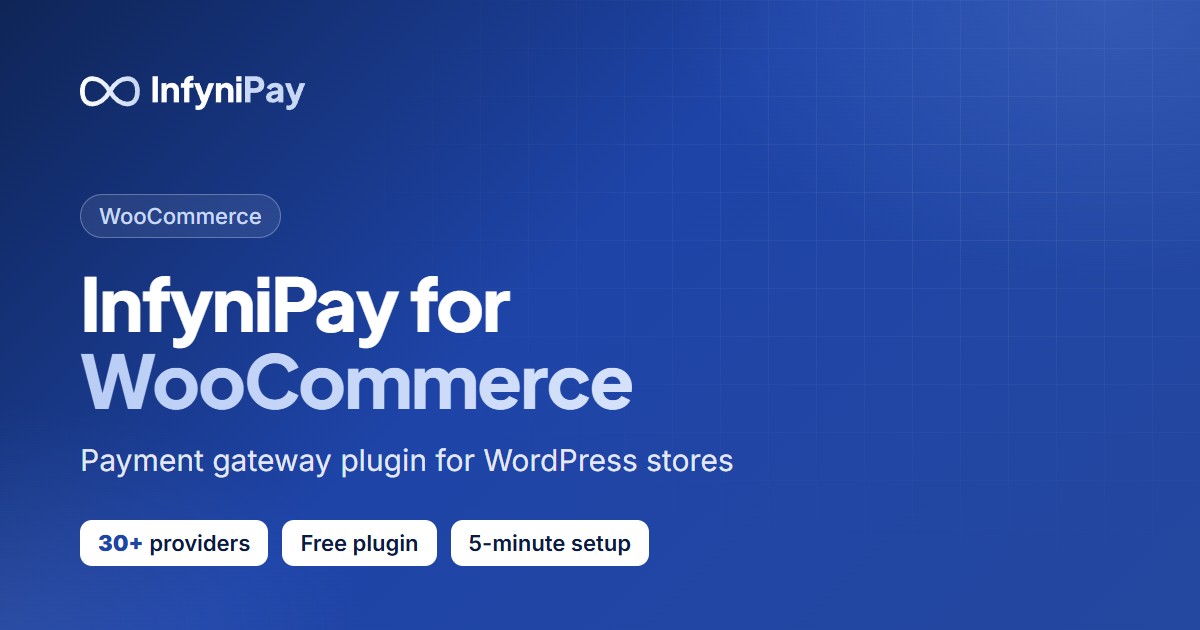 InfyniPay
WooCommerce
InfyniPay for
WooCommerce
Payment gateway plugin for WordPress stores
30+ providers
Free plugin
5-minute setup